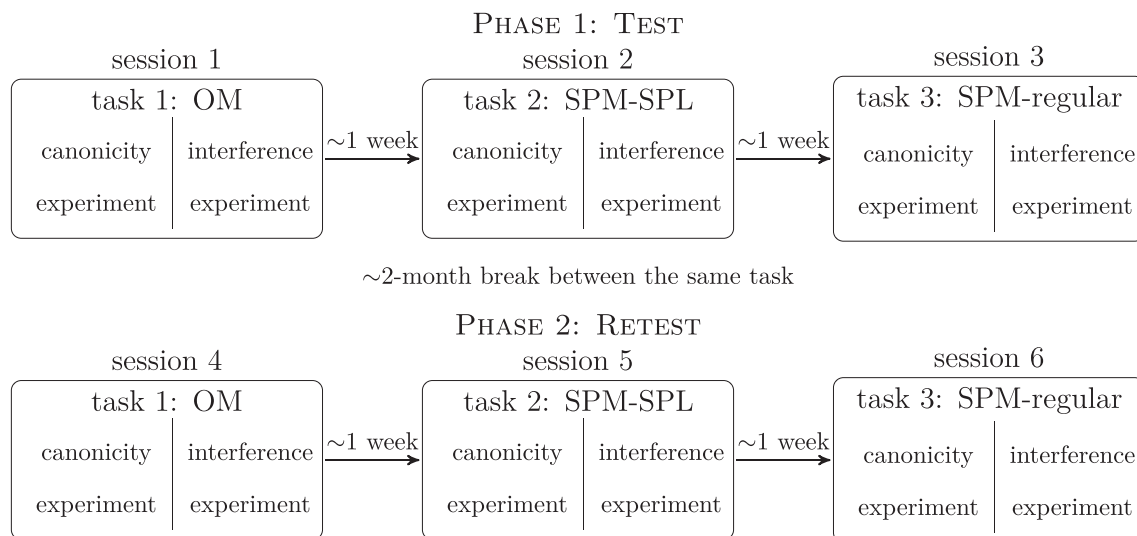 PHASE 1: TEST
session 1
session 2
session 3
task 1: OM
task 2: SPM-SPL
task 3: SPM-regular
canonicity
experiment
interference
experiment
∼1 week
canonicity
experiment
interference
experiment
∼1 week
canonicity
experiment
interference
experiment
∼2-month break between the same task
PHASE 2: RETEST
session 4
session 5
session 6
task 1: OM
task 2: SPM-SPL
task 3: SPM-regular
canonicity
experiment
interference
experiment
∼1 week
canonicity
experiment
interference
experiment
∼1 week
canonicity
experiment
interference
experiment